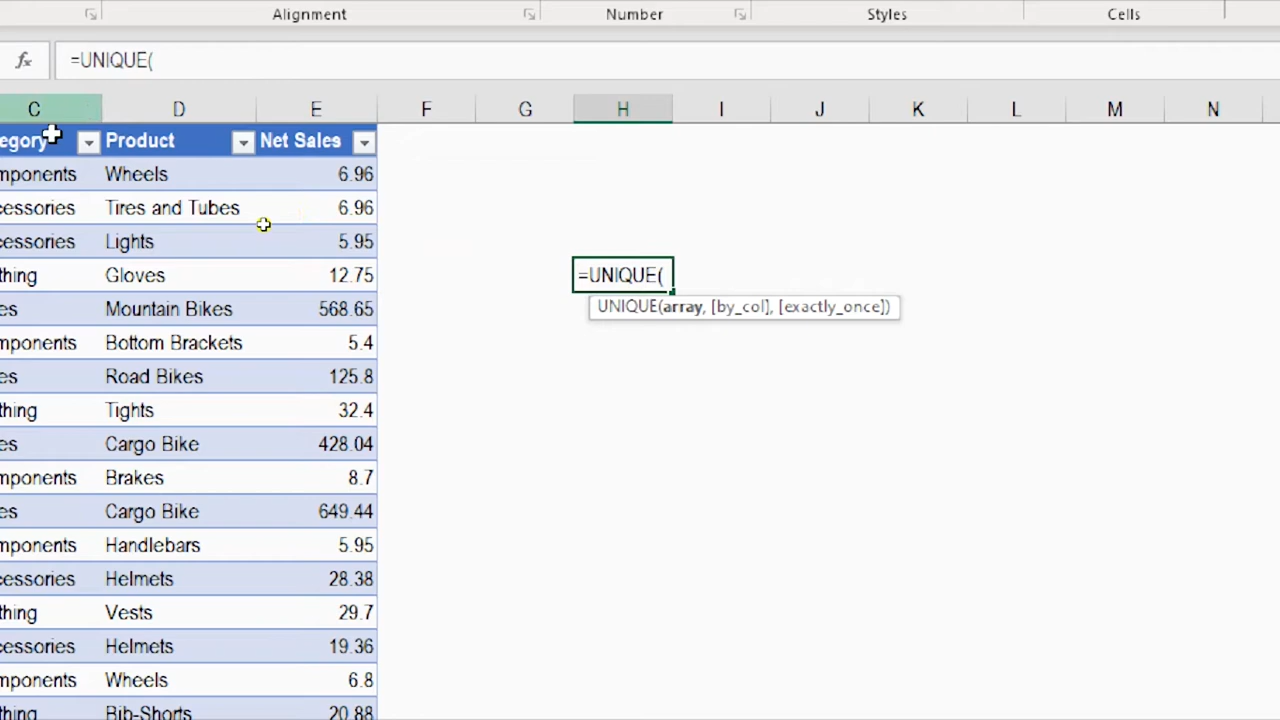 Alignment Number Styles Cells
fx =UNIQUE(
C D E F G H I J K L M N
egory Product Net Sales
mponents Wheels 6.96
cessories Tires and Tubes 6.96
cessories Lights 5.95
thing Gloves 12.75
=UNIQUE(
es Mountain Bikes 568.65
UNIQUE(array, [by_col], [exactly_once])
mponents Bottom Brackets 5.4
es Road Bikes 125.8
thing Tights 32.4
es Cargo Bike 428.04
mponents Brakes 8.7
es Cargo Bike 649.44
mponents Handlebars 5.95
cessories Helmets 28.38
thing Vests 29.7
cessories Helmets 19.36
mponents Wheels 6.8
thing Bib-Shorts 20.88